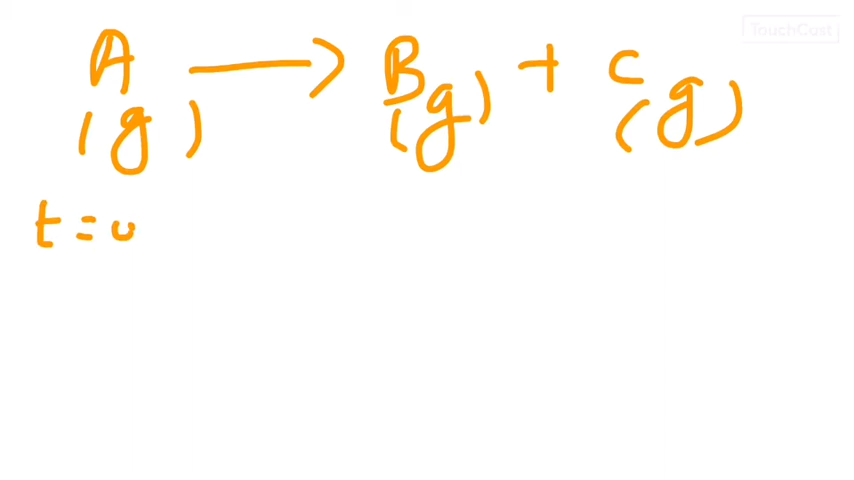 TouchCast
A ⟶ B + C
(g) (g) (g)
t = 0